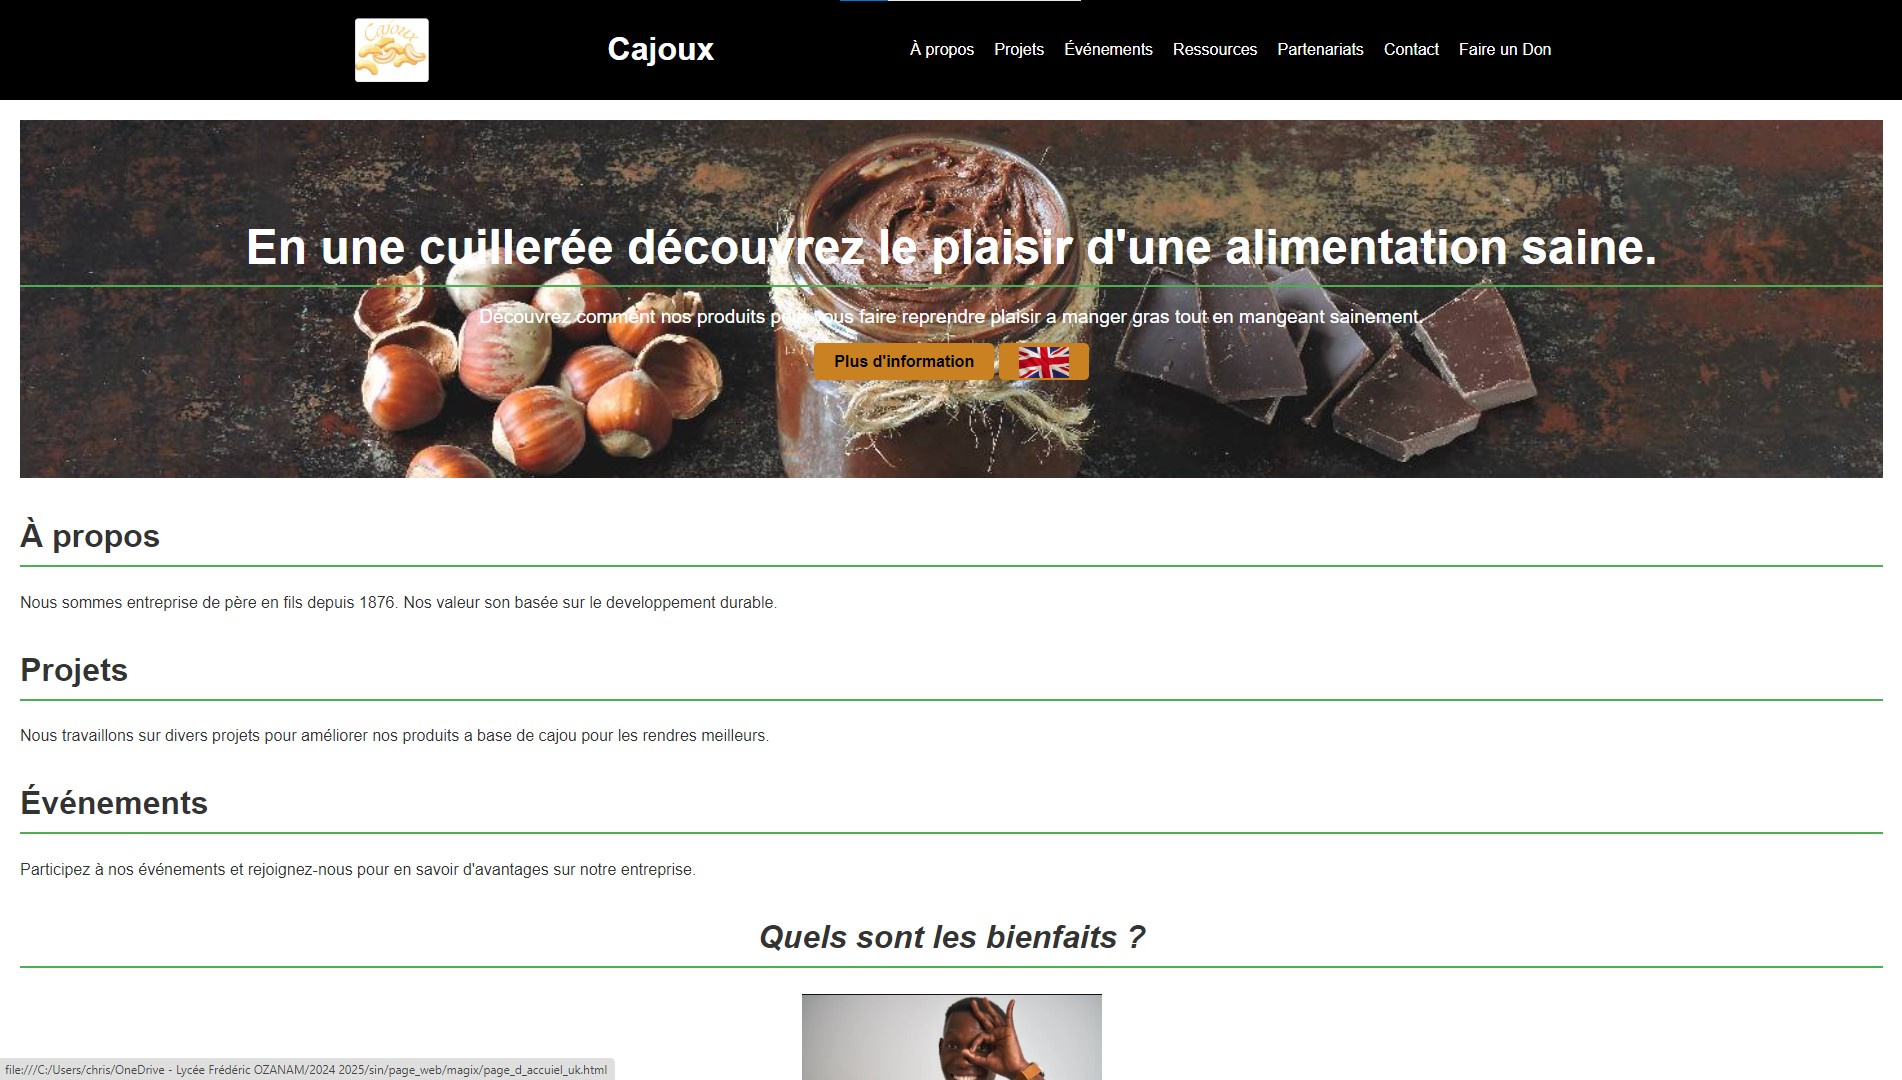 Cajoux
Cajoux
À propos Projets Événements Ressources Partenariats Contact Faire un Don
En une cuillerée découvrez le plaisir d'une alimentation saine.
Découvrez comment nos produits peut vous faire reprendre plaisir a manger gras tout en mangeant sainement.
Plus d'information
À propos
Nous sommes entreprise de père en fils depuis 1876. Nos valeur son basée sur le developpement durable.
Projets
Nous travaillons sur divers projets pour améliorer nos produits a base de cajou pour les rendres meilleurs.
Événements
Participez à nos événements et rejoignez-nous pour en savoir d'avantages sur notre entreprise.
Quels sont les bienfaits ?
file:///C:/Users/chris/OneDrive - Lycée Frédéric OZANAM/2024 2025/sin/page_web/magix/page_d_accuiel_uk.html